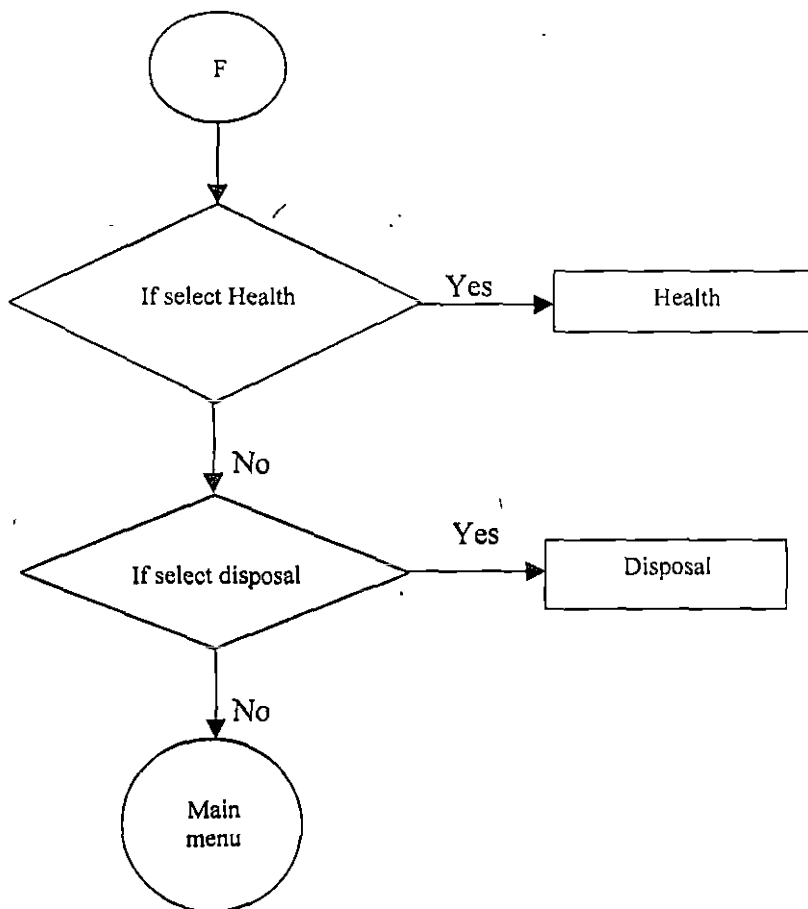 F
If select Health
Yes
Health
No
If select disposal
Yes
Disposal
No
Main
menu